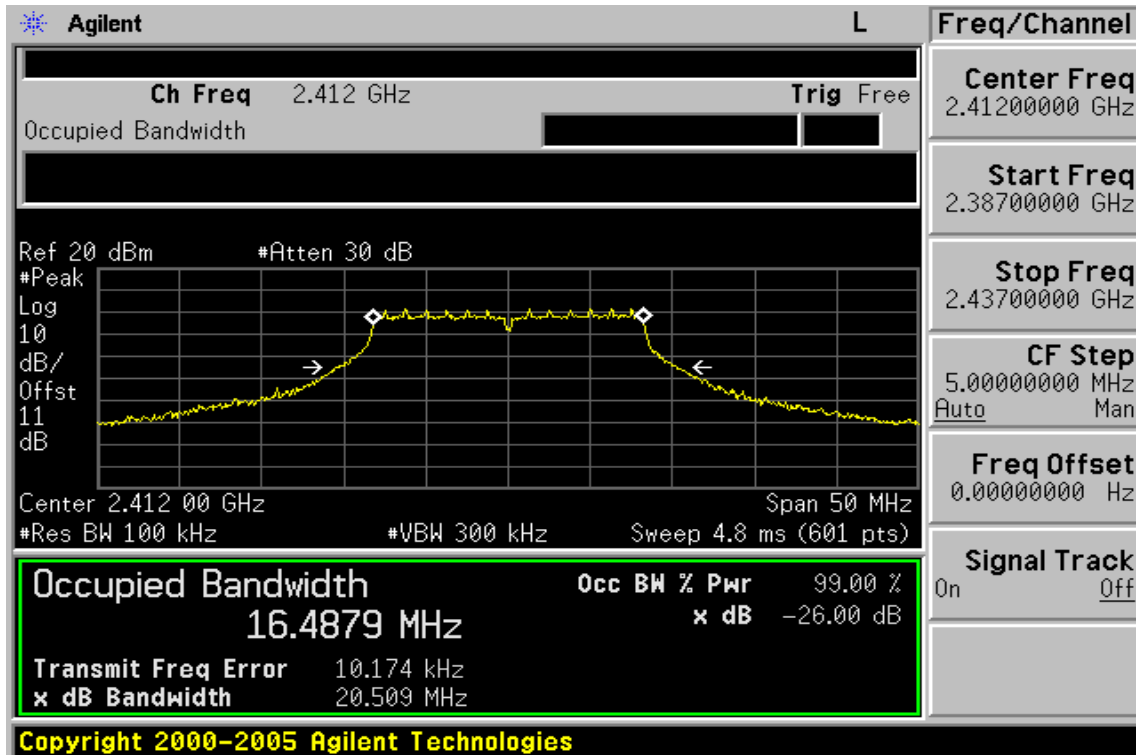 Agilent L
Freq/Channel
Ch Freq 2.412 GHz Trig Free
Occupied Bandwidth
Center Freq
2.41200000 GHz
Start Freq
2.38700000 GHz
Stop Freq
2.43700000 GHz
CF Step
5.00000000 MHz
Auto Man
Freq Offset
0.00000000 Hz
Signal Track
On Off
Ref 20 dBm #Atten 30 dB
#Peak
Log
10
dB/
Offst
11
dB
Center 2.412 00 GHz Span 50 MHz
#Res BW 100 kHz #VBW 300 kHz Sweep 4.8 ms (601 pts)
Occupied Bandwidth
16.4879 MHz
Occ BW % Pwr 99.00 %
x dB -26.00 dB
Transmit Freq Error 10.174 kHz
x dB Bandwidth 20.509 MHz
Copyright 2000-2005 Agilent Technologies